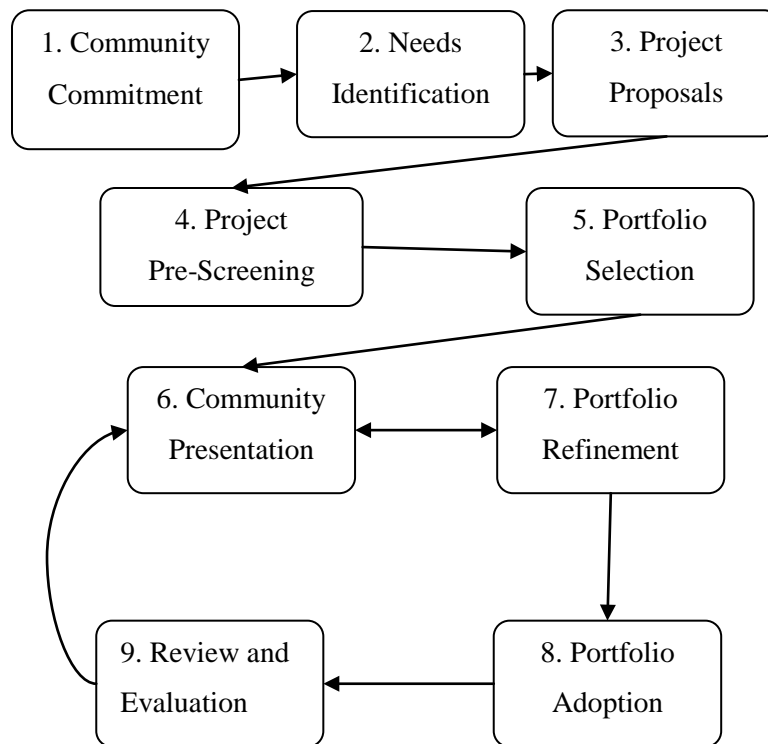 1. Community
Commitment
2. Needs
Identification
3. Project
Proposals
4. Project
Pre-Screening
5. Portfolio
Selection
6. Community
Presentation
7. Portfolio
Refinement
9. Review and
Evaluation
8. Portfolio
Adoption